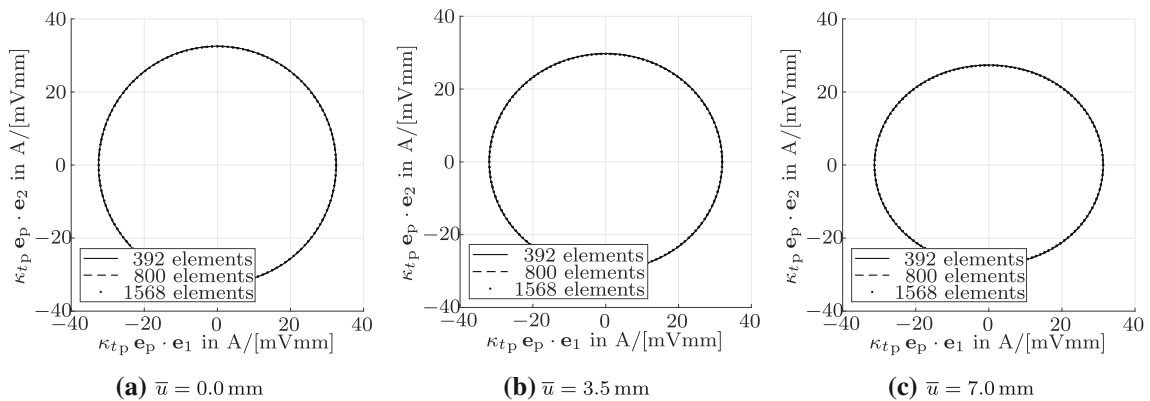 40
20
0
−20
−40
κtp ep · e2 in A/[mVmm]
392 elements
800 elements
1568 elements
−40 −20 0 20 40
κtp ep · e1 in A/[mVmm]
(a) u̅ = 0.0 mm
40
20
0
−20
−40
κtp ep · e2 in A/[mVmm]
392 elements
800 elements
1568 elements
−40 −20 0 20 40
κtp ep · e1 in A/[mVmm]
(b) u̅ = 3.5 mm
40
20
0
−20
−40
κtp ep · e2 in A/[mVmm]
392 elements
800 elements
1568 elements
−40 −20 0 20 40
κtp ep · e1 in A/[mVmm]
(c) u̅ = 7.0 mm